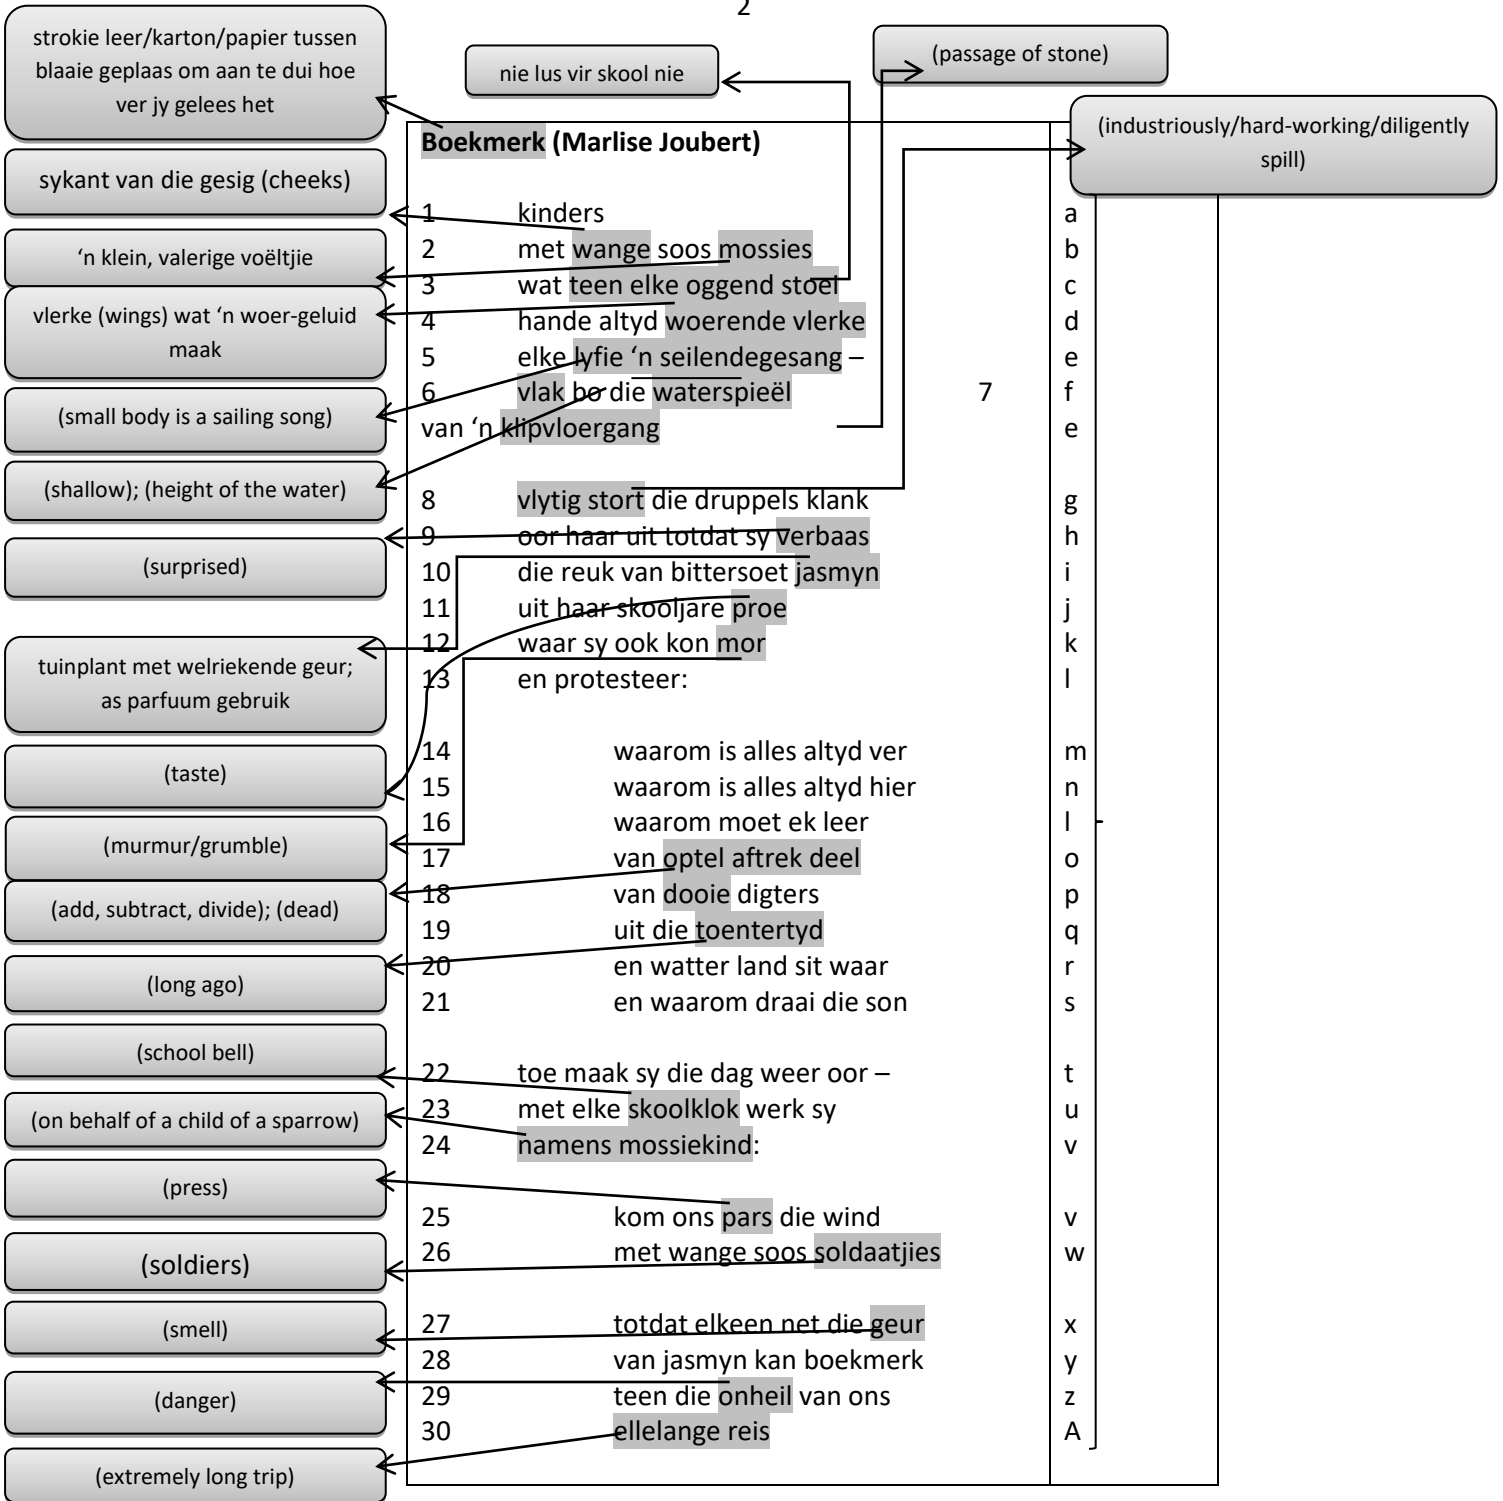 2
strokie leer/karton/papier tussen
blaaie geplaas om aan te dui hoe
ver jy gelees het
nie lus vir skool nie
(passage of stone)
(industriously/hard-working/diligently
spill)
Boekmerk (Marlise Joubert)
sykant van die gesig (cheeks)
‘n klein, valerige voëltjie
vlerke (wings) wat ‘n woer-geluid
maak
(small body is a sailing song)
(shallow); (height of the water)
(surprised)
tuinplant met welriekende geur;
as parfuum gebruik
(taste)
(murmur/grumble)
(add, subtract, divide); (dead)
(long ago)
(school bell)
(on behalf of a child of a sparrow)
(press)
(soldiers)
(smell)
(danger)
(extremely long trip)
1 kinders a
2 met wange soos mossies b
3 wat teen elke oggend stoei c
4 hande altyd woerende vlerke d
5 elke lyfie ‘n seilendegesang – e
6 vlak bo die waterspieël 7 f
van ‘n klipvloergang e
8 vlytig stort die druppels klank g
9 oor haar uit totdat sy verbaas h
10 die reuk van bittersoet jasmyn i
11 uit haar skooljare proe j
12 waar sy ook kon mor k
13 en protesteer: l
14 waarom is alles altyd ver m
15 waarom is alles altyd hier n
16 waarom moet ek leer l
17 van optel aftrek deel o
18 van dooie digters p
19 uit die toentertyd q
20 en watter land sit waar r
21 en waarom draai die son s
22 toe maak sy die dag weer oor – t
23 met elke skoolklok werk sy u
24 namens mossiekind: v
25 kom ons pars die wind v
26 met wange soos soldaatjies w
27 totdat elkeen net die geur x
28 van jasmyn kan boekmerk y
29 teen die onheil van ons z
30 ellelange reis A